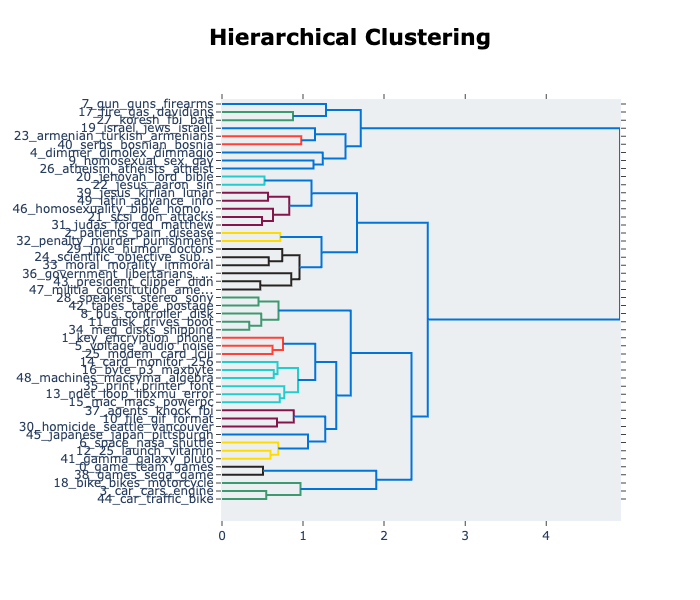 Hierarchical Clustering
7_gun_guns_firearms
17_fire_gas_davidians
27_koresh_fbi_batf
19_israel_jews_israeli
23_armenian_turkish_armenians
40_serbs_bosnian_bosnia
4_dimmer_dimolex_dimmagio
9_homosexual_sex_gay
26_atheism_atheists_atheist
20_jehovah_lord_bible
22_jesus_aaron_sin
39_jesus_kirlian_lunar
49_latin_advance_info
46_homosexuality_bible_homo...
21_scsi_don_attacks
31_judas_forged_matthew
2_patients_pain_disease
32_penalty_murder_punishment
29_joke_humor_doctors
24_scientific_objective_sub...
33_moral_morality_immoral
36_government_libertarians_...
43_president_clipper_didn
47_militia_constitution_ame...
28_speakers_stereo_sony
42_tapes_tape_postage
8_bus_controller_disk
11_disk_drives_boot
34_meg_disks_shipping
1_key_encryption_phone
5_voltage_audio_noise
25_modem_card_jciii
14_card_monitor_256
16_byte_p3_maxbyte
48_machines_macsyma_algebra
35_print_printer_font
13_ndet_loop_libxmu_error
15_mac_macs_powerpc
37_agents_knock_fbi
10_file_gif_format
30_homicide_seattle_vancouver
45_japanese_japan_pittsburgh
6_space_nasa_shuttle
12_25_launch_vitamin
41_gamma_galaxy_pluto
0_game_team_games
38_games_sega_game
18_bike_bikes_motorcycle
3_car_cars_engine
44_car_traffic_bike
0 1 2 3 4